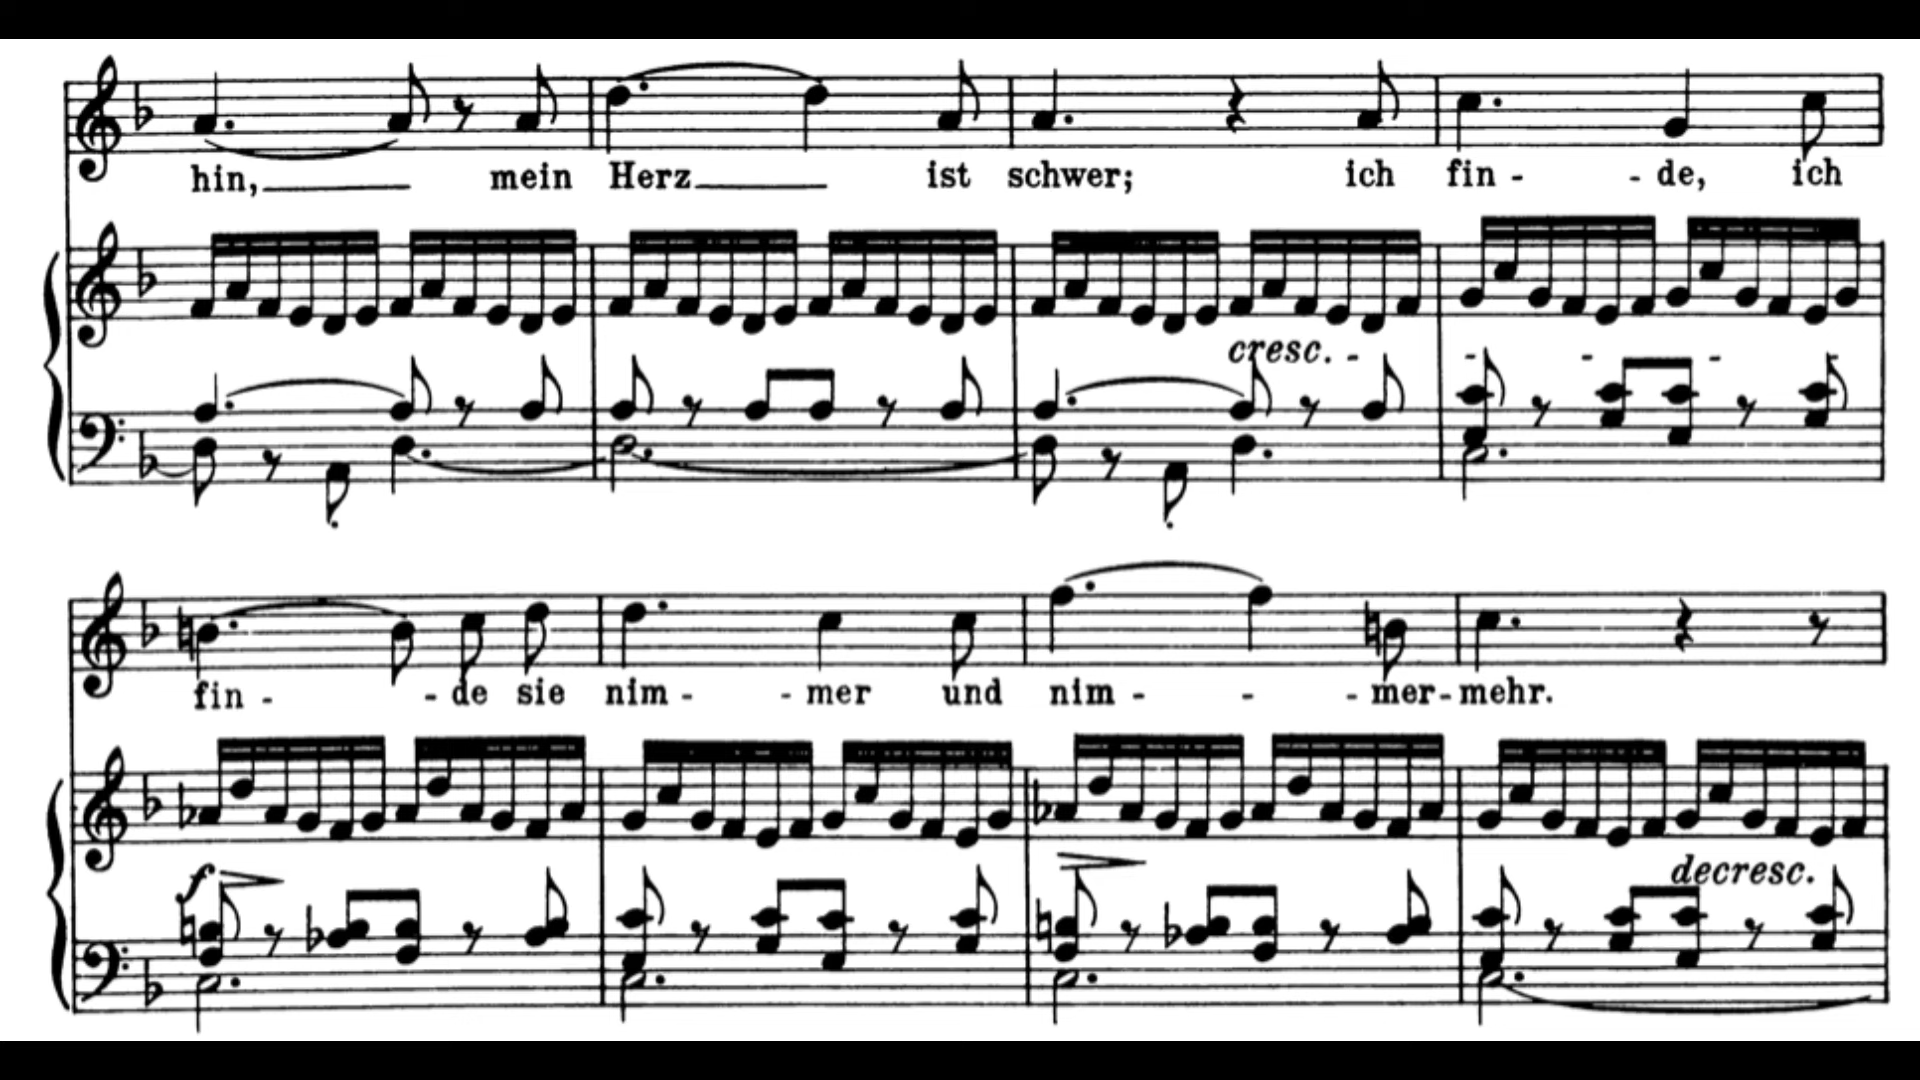 hin, mein Herz ist schwer; ich fin - - de, ich
cresc. - - - - -
fin - - de sie nim - - mer und nim - - - mer - mehr.
f
decresc.